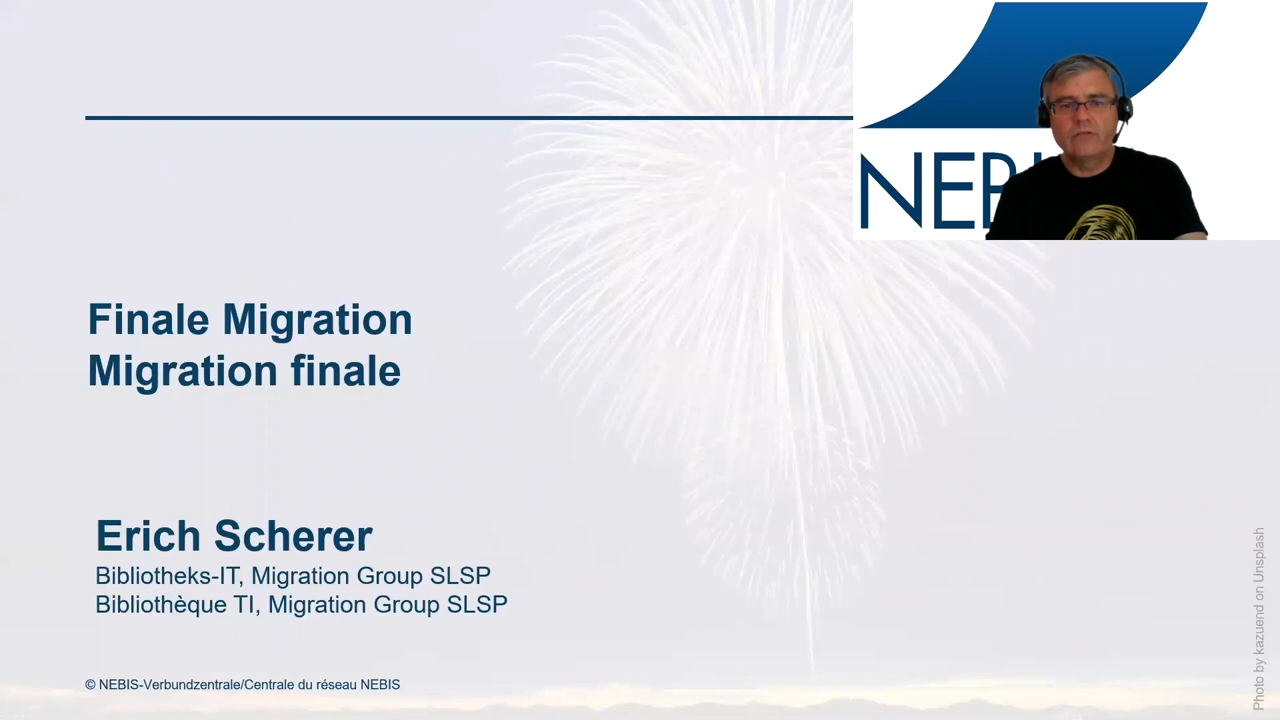 Finale Migration
Migration finale
Erich Scherer
Bibliotheks-IT, Migration Group SLSP
Bibliothèque TI, Migration Group SLSP
© NEBIS-Verbundzentrale/Centrale du réseau NEBIS
Photo by kazuend on Unsplash